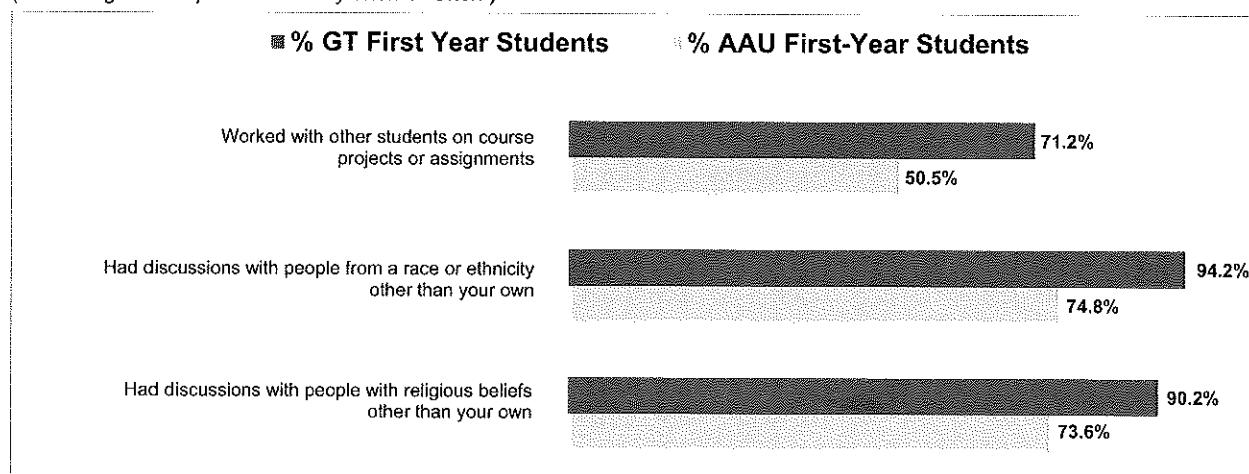 % GT First Year Students % AAU First-Year Students
Worked with other students on course
projects or assignments
71.2%
50.5%
Had discussions with people from a race or ethnicity
other than your own
94.2%
74.8%
Had discussions with people with religious beliefs
other than your own
90.2%
73.6%